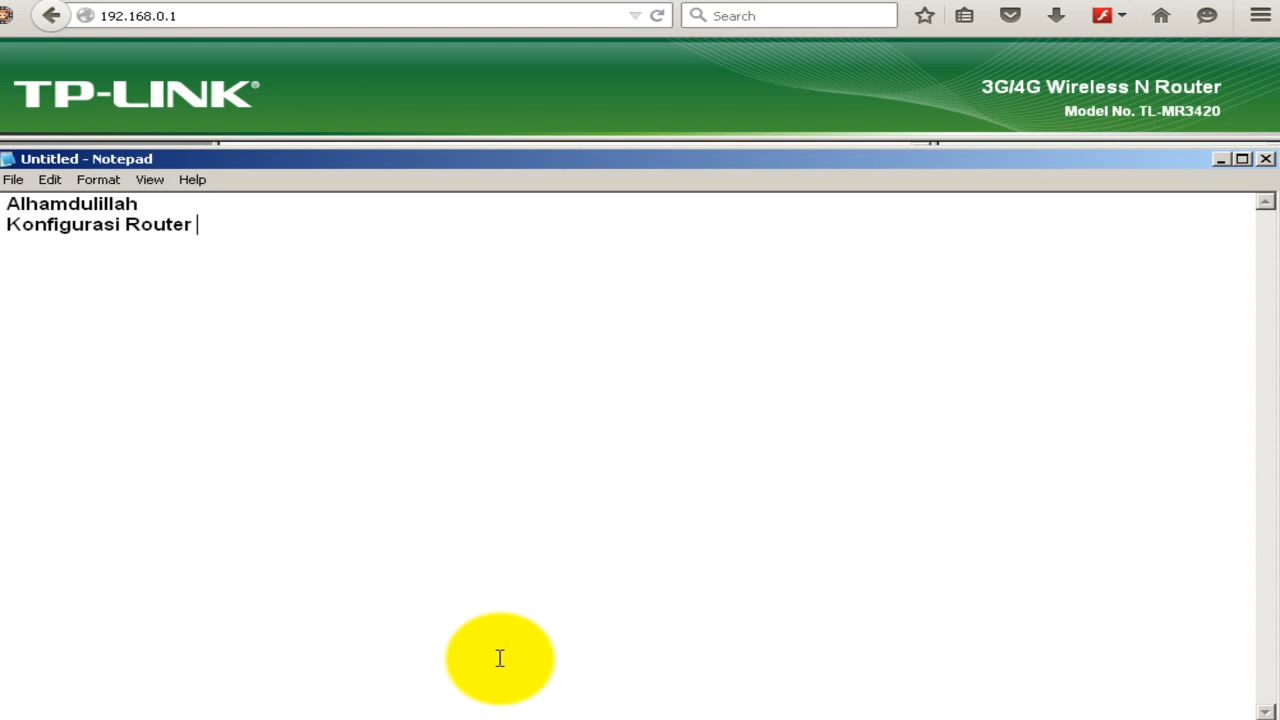 192.168.0.1
Search
TP-LINK®
3G/4G Wireless N Router
Model No. TL-MR3420
Untitled - Notepad
File Edit Format View Help
Alhamdulillah
Konfigurasi Router